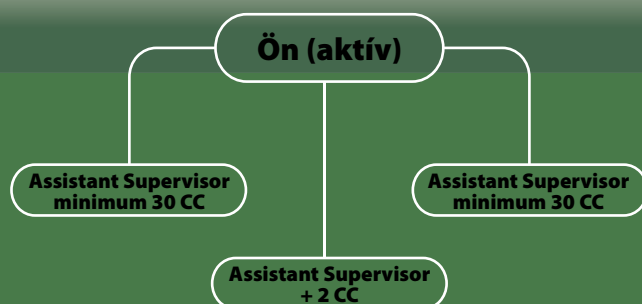 Ön (aktív)
Assistant Supervisor
minimum 30 CC
Assistant Supervisor
minimum 30 CC
Assistant Supervisor
+ 2 CC